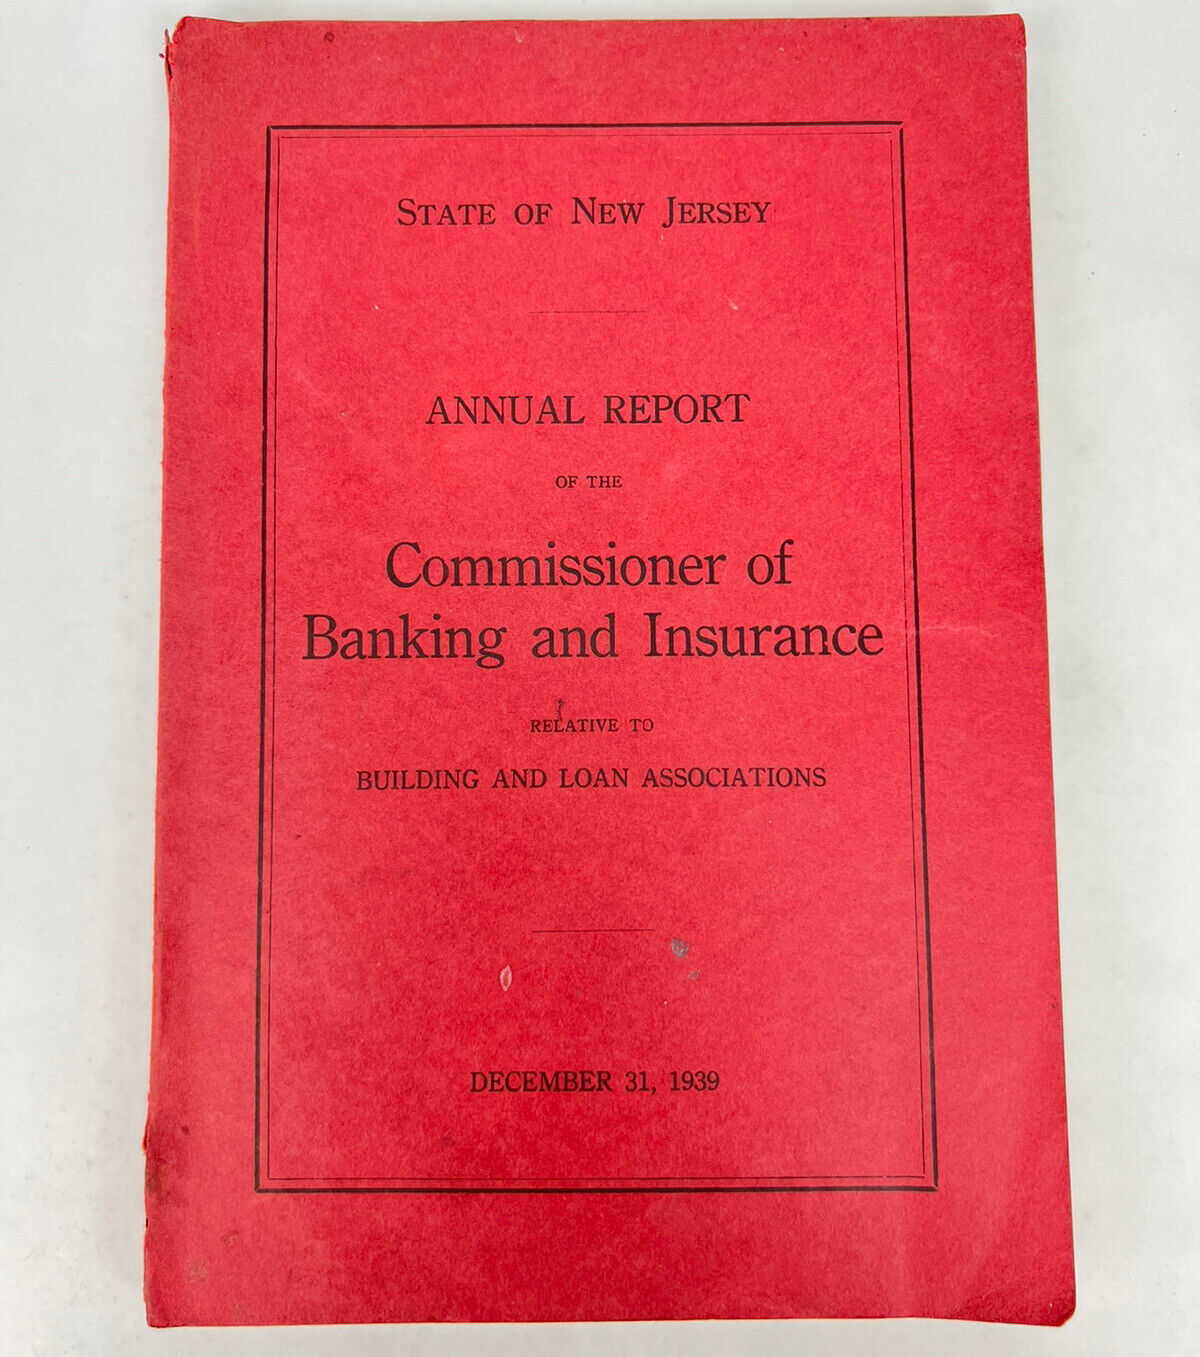 STATE OF NEW JERSEY
ANNUAL REPORT
OF THE
Commissioner of
Banking and Insurance
RELATIVE TO
BUILDING AND LOAN ASSOCIATIONS
DECEMBER 31, 1939